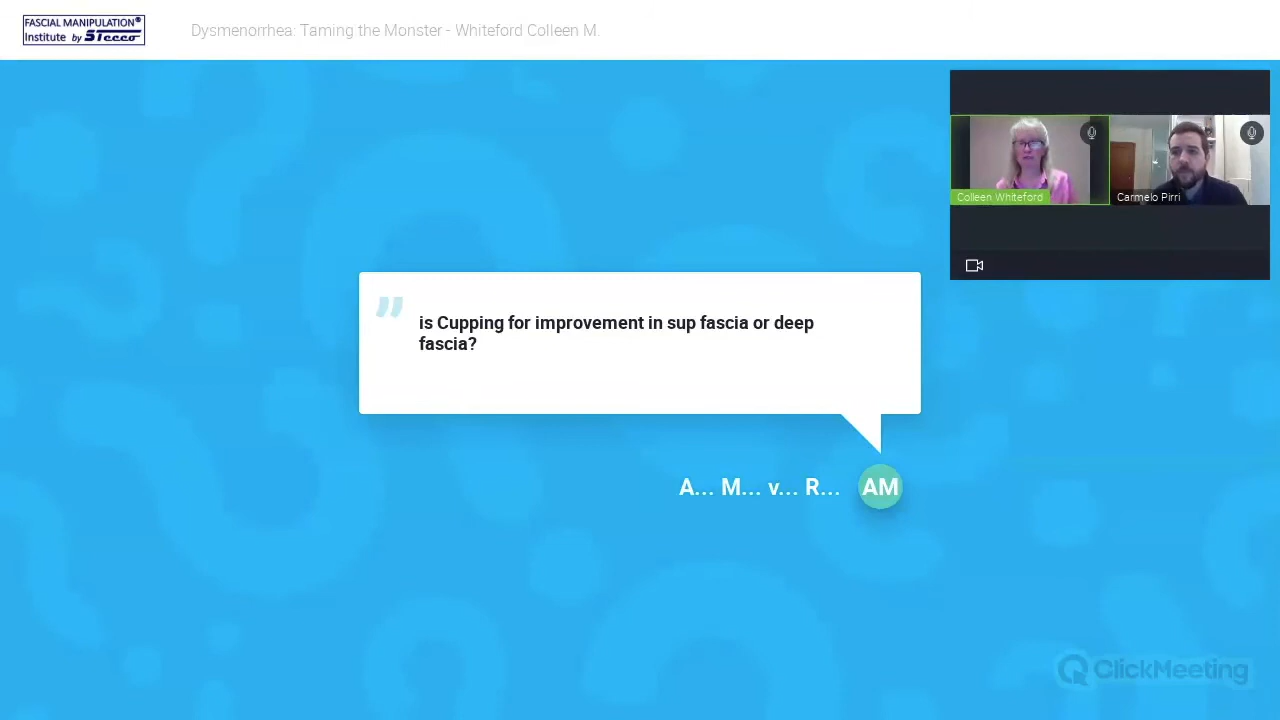 FASCIAL MANIPULATION®
Institute by Stecco
Dysmenorrhea: Taming the Monster - Whiteford Colleen M.
Colleen Whiteford
Carmelo Pirri
is Cupping for improvement in sup fascia or deep
fascia?
A... M... v... R...
AM
ClickMeeting